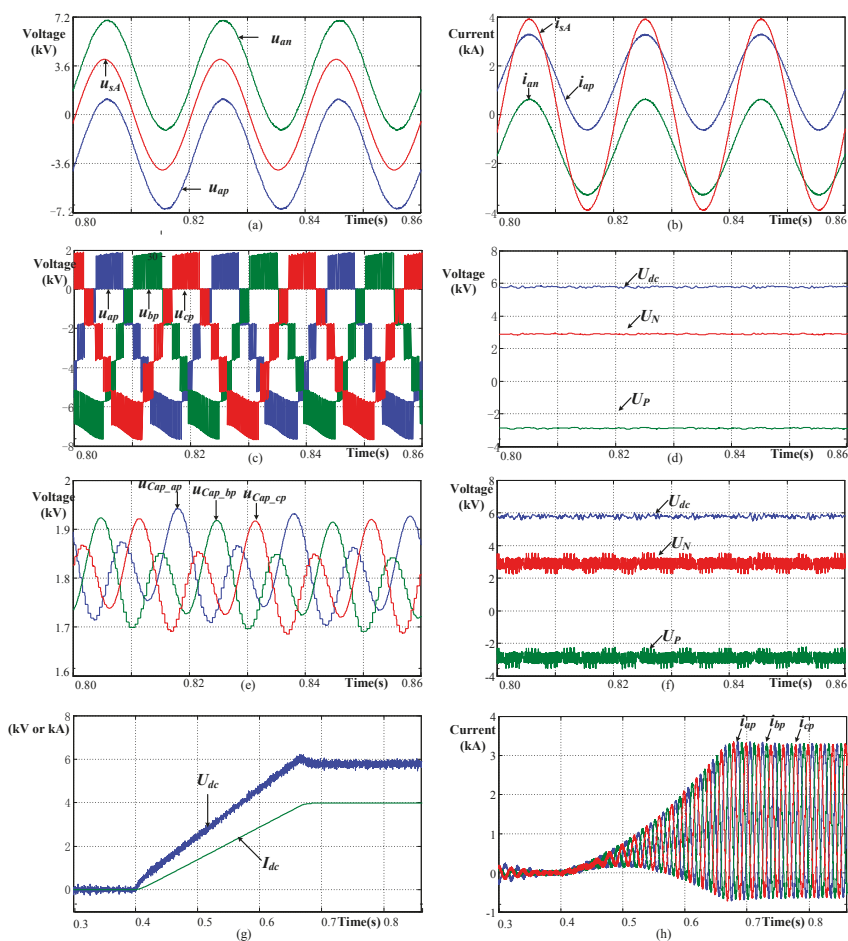 Voltage
(kV)
7.2
3.6
0
−3.6
−7.2
u_an
u_sA
u_ap
0.80
0.82
0.84
0.86
Time(s)
(a)
Current
(kA)
4
2
0
−2
−4
i_sA
i_an
i_ap
0.80
0.82
0.84
0.86
Time(s)
(b)
Voltage
(kV)
2
0
−2
−4
−6
−8
u_ap
u_bp
u_cp
0.80
0.82
0.84
0.86
Time(s)
(c)
Voltage
(kV)
8
6
4
2
0
−2
−4
U_dc
U_N
U_P
0.80
0.82
0.84
0.86
Time(s)
(d)
Voltage
(kV)
2
1.9
1.8
1.7
1.6
u_Cap_ap
u_Cap_bp
u_Cap_cp
0.80
0.82
0.84
0.86
Time(s)
(e)
Voltage
(kV)
8
6
4
2
0
−2
−4
U_dc
U_N
U_P
0.80
0.82
0.84
0.86
Time(s)
(f)
(kV or kA)
8
6
4
2
0
−1
U_dc
I_dc
0.3
0.4
0.5
0.6
0.7
0.8
Time(s)
(g)
Current
(kA)
4
3
2
1
0
-1
i_ap
i_bp
i_cp
0.3
0.4
0.5
0.6
0.7
0.8
Time(s)
(h)